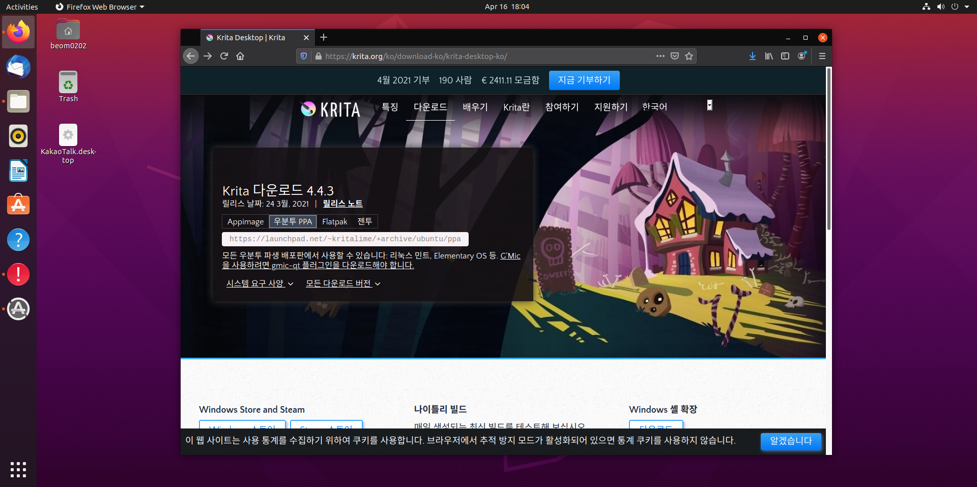 Activities
FireFox Web Browser
Apr 16 18:04
beom0202
Trash
KakaoTalk.desk-
top
Krita Desktop | Krita
https://krita.org/ko/download-ko/krita-desktop-ko/
4월 2021 기부 190 사람 € 2411.11 모금함 지금 기부하기
KRITA 특징 다운로드 배우기 Krita란 참여하기 지원하기 한국어
Krita 다운로드 4.4.3
릴리스 날짜: 24 3월, 2021 | 릴리스 노트
Appimage 우분투 PPA Flatpak 젠투
https://launchpad.net/~kritalime/+archive/ubuntu/ppa
모든 우분투 파생 배포판에서 사용할 수 있습니다: 리눅스 민트, Elementary OS 등. G'Mic
을 사용하려면 gmic-qt 플러그인을 다운로드해야 합니다.
시스템 요구 사양 모든 다운로드 버전
SWEET
Windows Store and Steam 나이틀리 빌드 Windows 셸 확장
매일 생성되는 최신 빌드를 테스트해 보십시오
이 웹 사이트는 사용 통계를 수집하기 위하여 쿠키를 사용합니다. 브라우저에서 추적 방지 모드가 활성화되어 있으면 통계 쿠키를 사용하지 않습니다. 알겠습니다